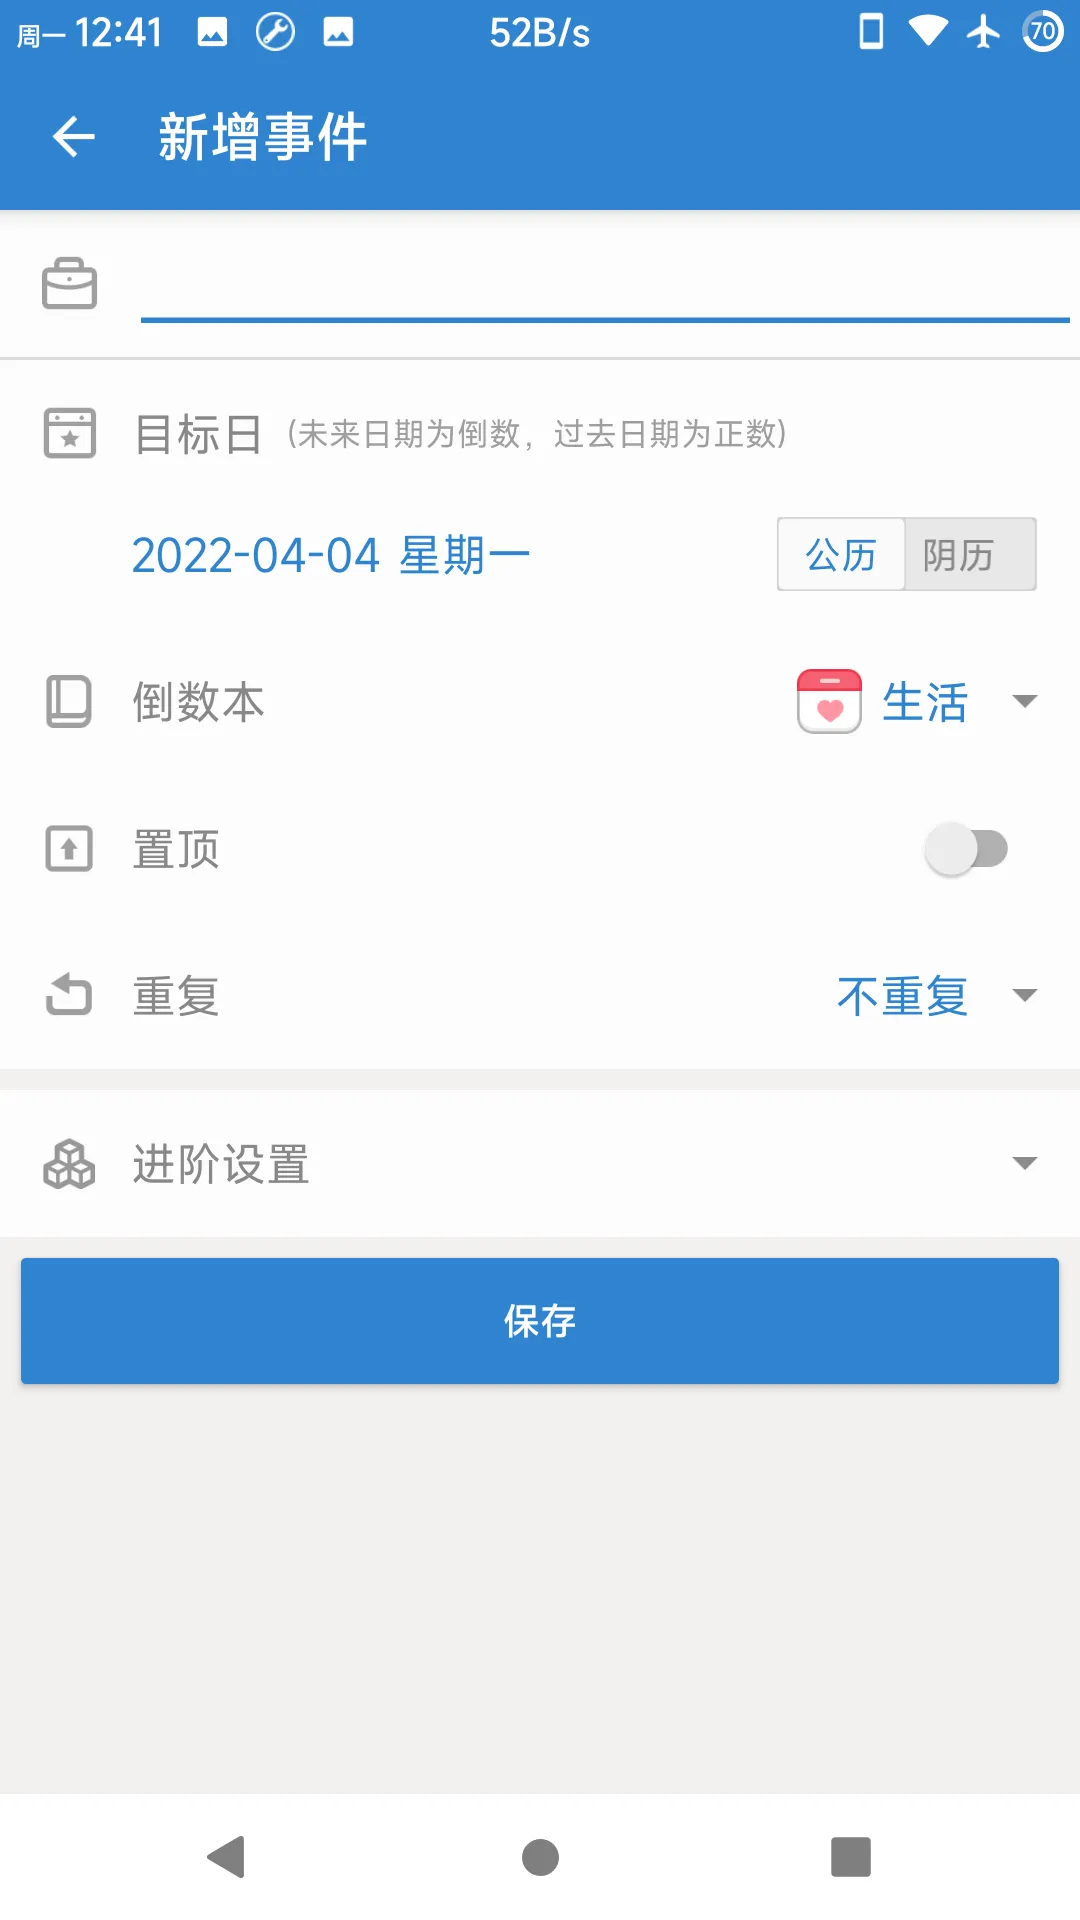 周一 12:41 52B/s 70
新增事件
目标日 (未来日期为倒数，过去日期为正数)
2022-04-04 星期一 公历 阴历
倒数本 生活
置顶
重复 不重复
进阶设置
保存